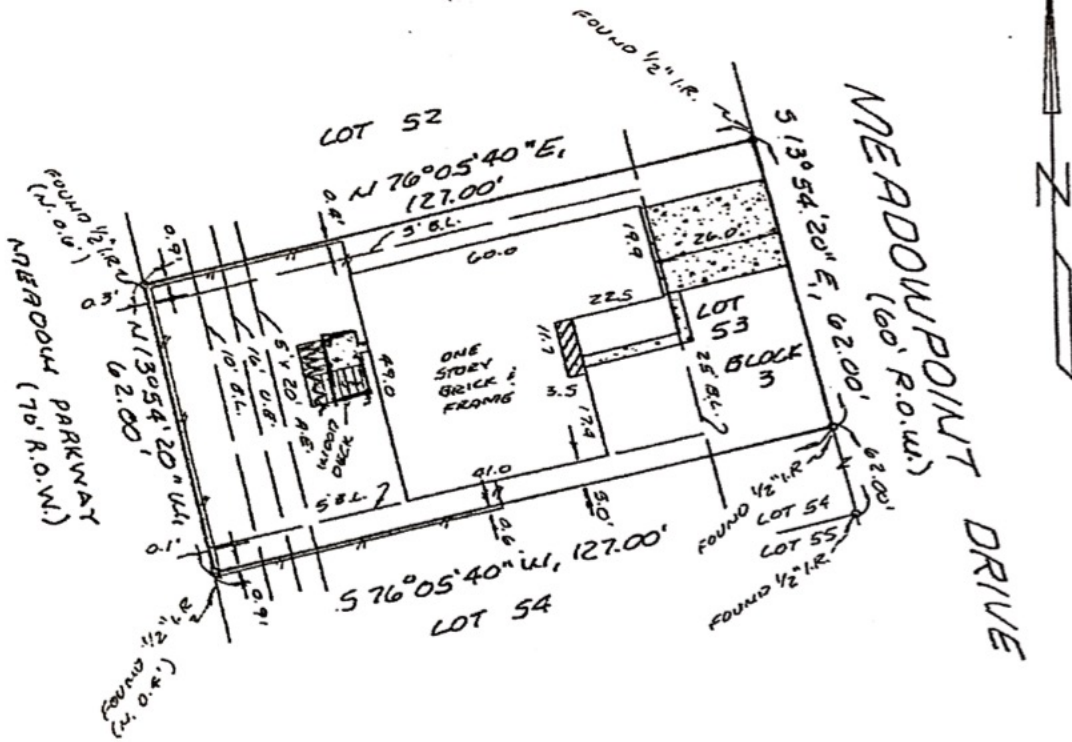 FOUND 1/2" I.R.
MEADOWPOINT DRIVE
(60' R.O.W.)
N
LOT 52
N 76°05'40" E,
127.00'
S 13°54'20" E, 62.00'
FOUND 1/2" I.R.
0.9'
0.3'
0.4'
3' B.L.
60.0
19.9
26.0
22.5
LOT
53
BLOCK
3
25' B.L.
11.7
3.5
17.4
ONE
STORY
BRICK &
FRAME
49.0
WOOD
DECK
5' X 20' A.E.
10' B.L.
MEADOW PARKWAY
(70' R.O.W.)
N 13°54'20" W,
62.00'
5' B.L.
41.0
0.6
5.0'
0.1'
0.9'
S 76°05'40" W, 127.00'
LOT 54
FOUND 1/2" I.R.
LOT 54
LOT 55
62.00'
FOUND 1/2" I.R.
FOUND 1/2" I.R.